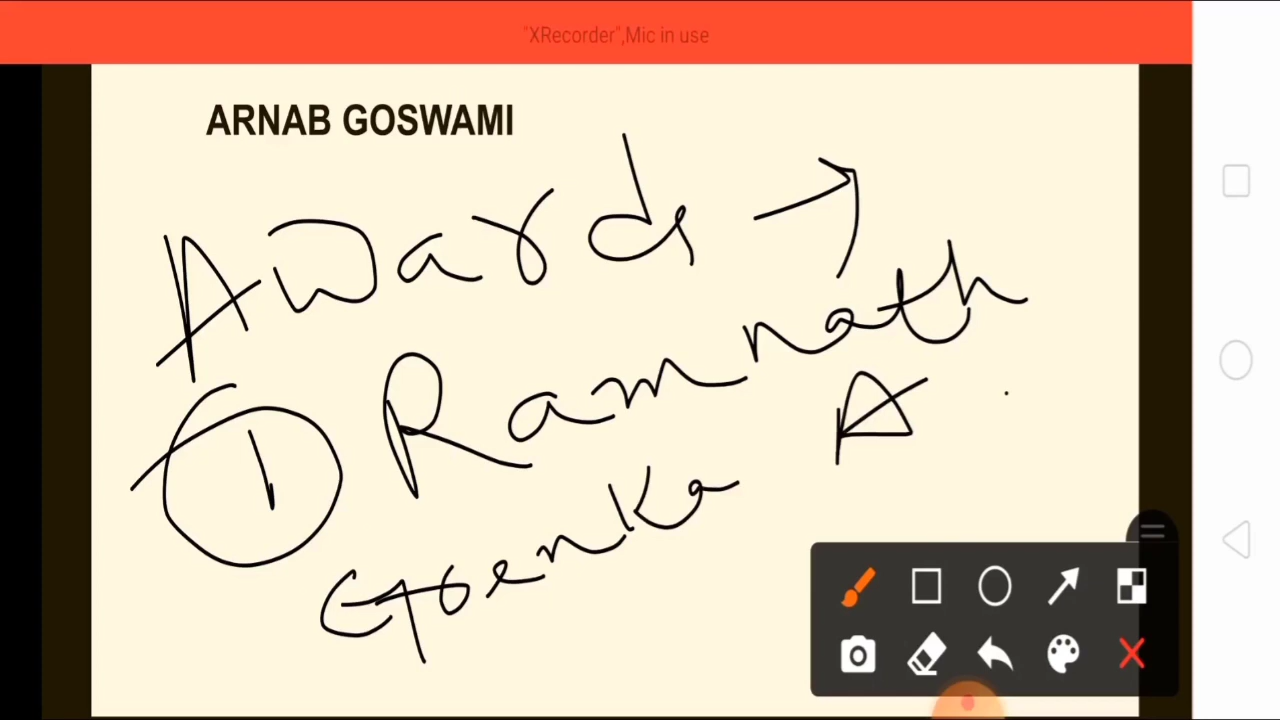 "XRecorder",Mic in use
ARNAB GOSWAMI
Awards →
1 Ramnath
Goenka A